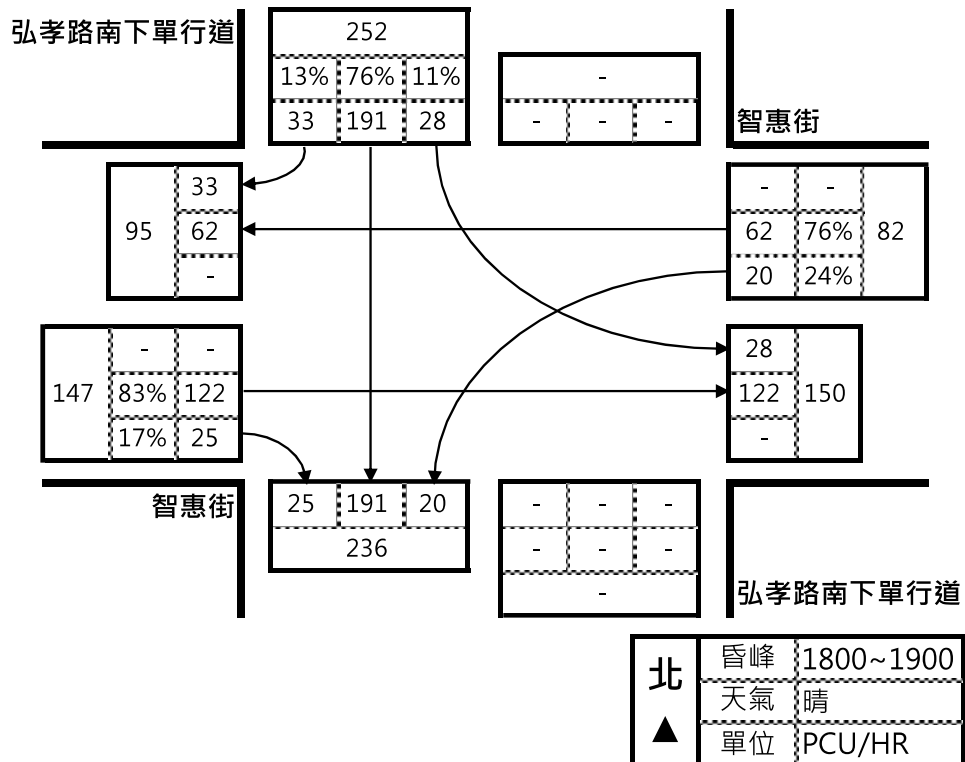 弘孝路南下單行道
252
13% 76% 11%
33 191 28
-
- - -
智惠街
95
33
62
-
- -
62 76%
20 24%
82
147
- -
83% 122
17% 25
28
122
-
150
智惠街
25 191 20
236
- - -
- - -
-
弘孝路南下單行道
北
▲
昏峰 1800~1900
天氣 晴
單位 PCU/HR